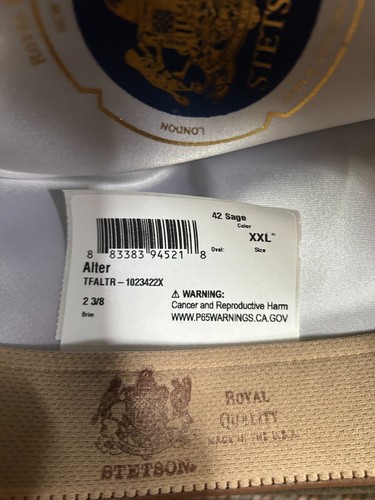 STETS
LONDON
42 Sage
Color
XXL
8 83383 94521 8
Oval:
Size
Alter
TFALTR-1023422X
2 3/8
Brim
⚠ WARNING:
Cancer and Reproductive Harm
WWW.P65WARNINGS.CA.GOV
ROYAL
QUALITY
MADE IN THE U.S.A.
STETSON